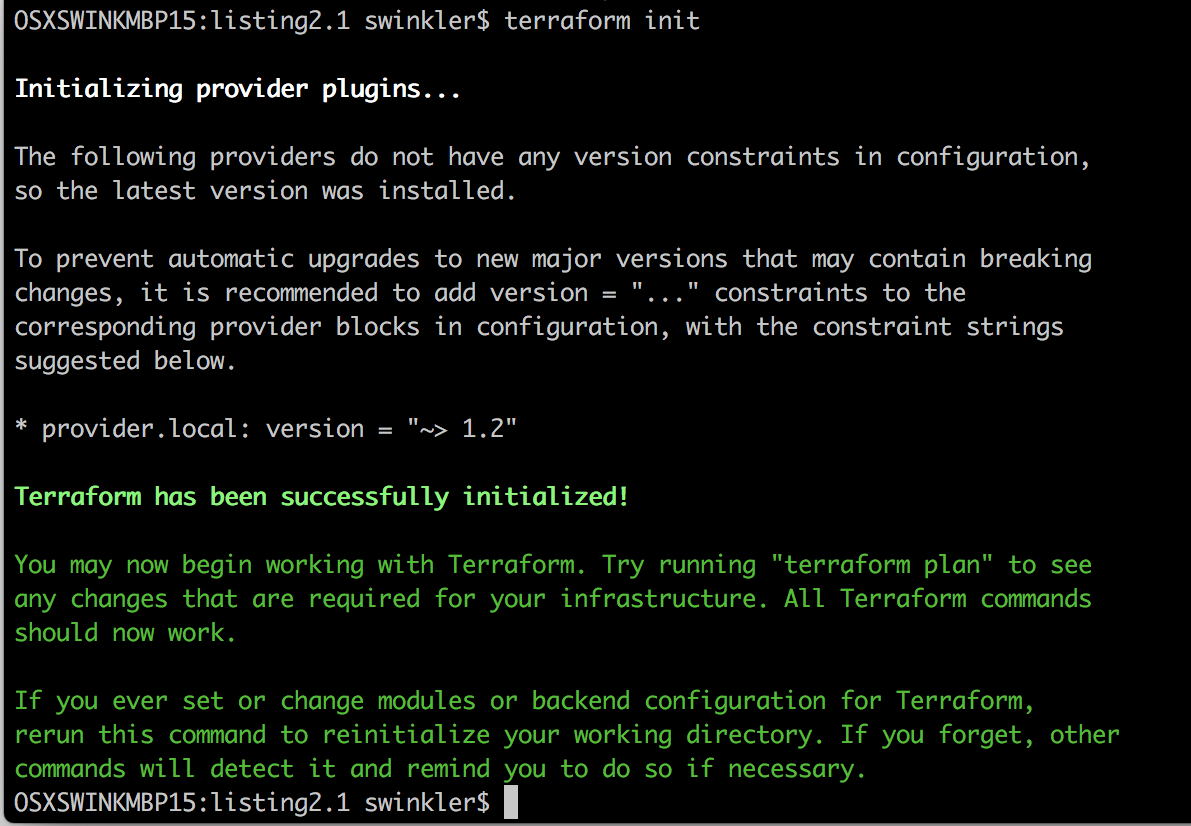 OSXSWINKMBP15:listing2.1 swinkler$ terraform init
Initializing provider plugins...
The following providers do not have any version constraints in configuration,
so the latest version was installed.
To prevent automatic upgrades to new major versions that may contain breaking
changes, it is recommended to add version = "..." constraints to the
corresponding provider blocks in configuration, with the constraint strings
suggested below.
* provider.local: version = "~> 1.2"
Terraform has been successfully initialized!
You may now begin working with Terraform. Try running "terraform plan" to see
any changes that are required for your infrastructure. All Terraform commands
should now work.
If you ever set or change modules or backend configuration for Terraform,
rerun this command to reinitialize your working directory. If you forget, other
commands will detect it and remind you to do so if necessary.
OSXSWINKMBP15:listing2.1 swinkler$